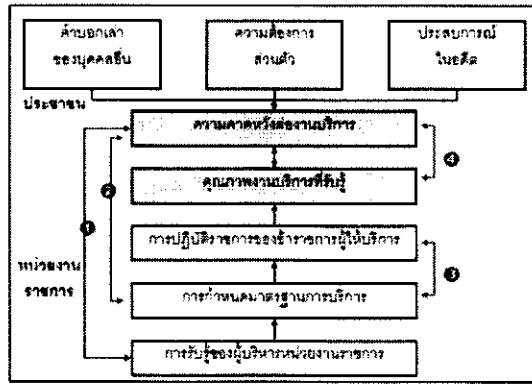 คำบอกเล่า
ของบุคคลอื่น
ความต้องการ
ส่วนตัว
ประสบการณ์
ในอดีต
ประชาชน
ความคาดหวังต่องานบริการ
❹
คุณภาพงานบริการที่รับรู้
❷
❶
การปฏิบัติราชการของข้าราชการผู้ให้บริการ
หน่วยงาน
ราชการ
❸
การกำหนดมาตรฐานการบริการ
การรับรู้ของผู้บริหารหน่วยงานราชการ